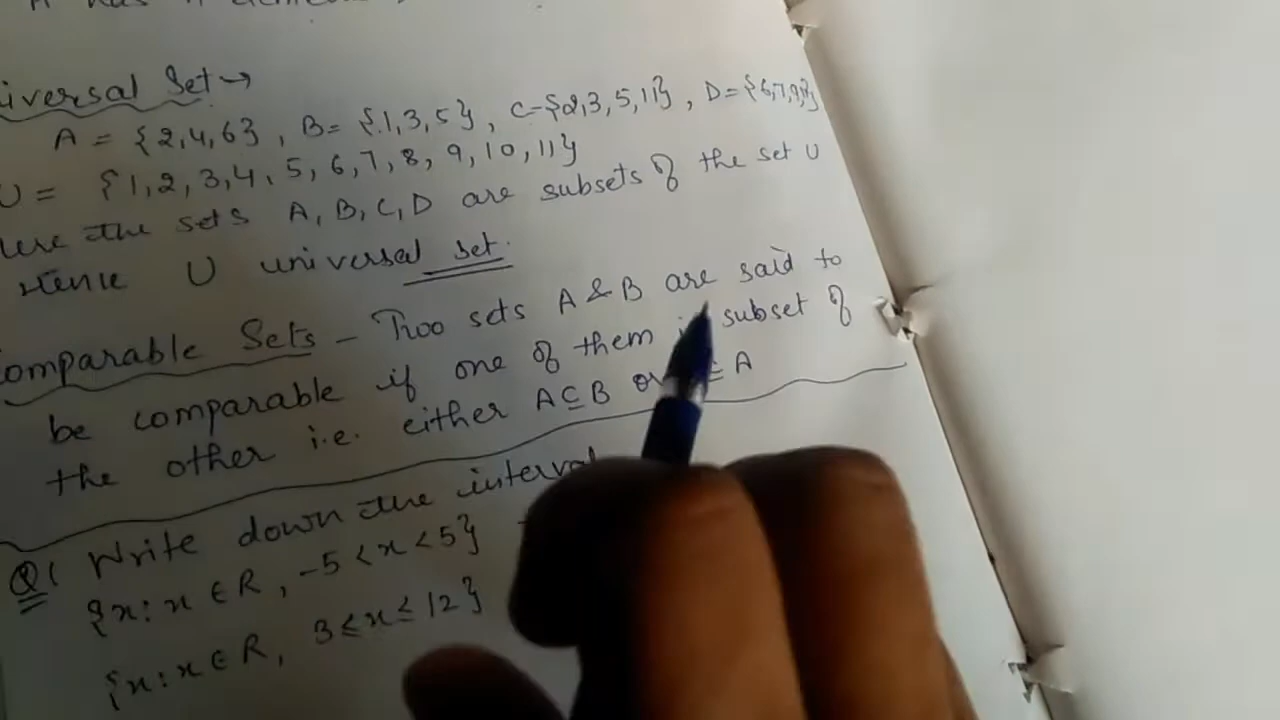 iversal Set →
A = {2,4,6} , B= {1,3,5} , C={2,3,5,11} , D={6,7,9,11}
U = {1,2,3,4,5,6,7,8,9,10,11}
the sets A,B,C,D are subsets of the set U
Hence U universal set.
omparable Sets - Two sets A & B are said to
be comparable if one of them subset of
the other i.e. either A⊆B or ⊆ A
Q1 Write down the interval
{x: x ∈ R, -5 < x < 5}
{x: x ∈ R, 3 ≤ x ≤ 12}